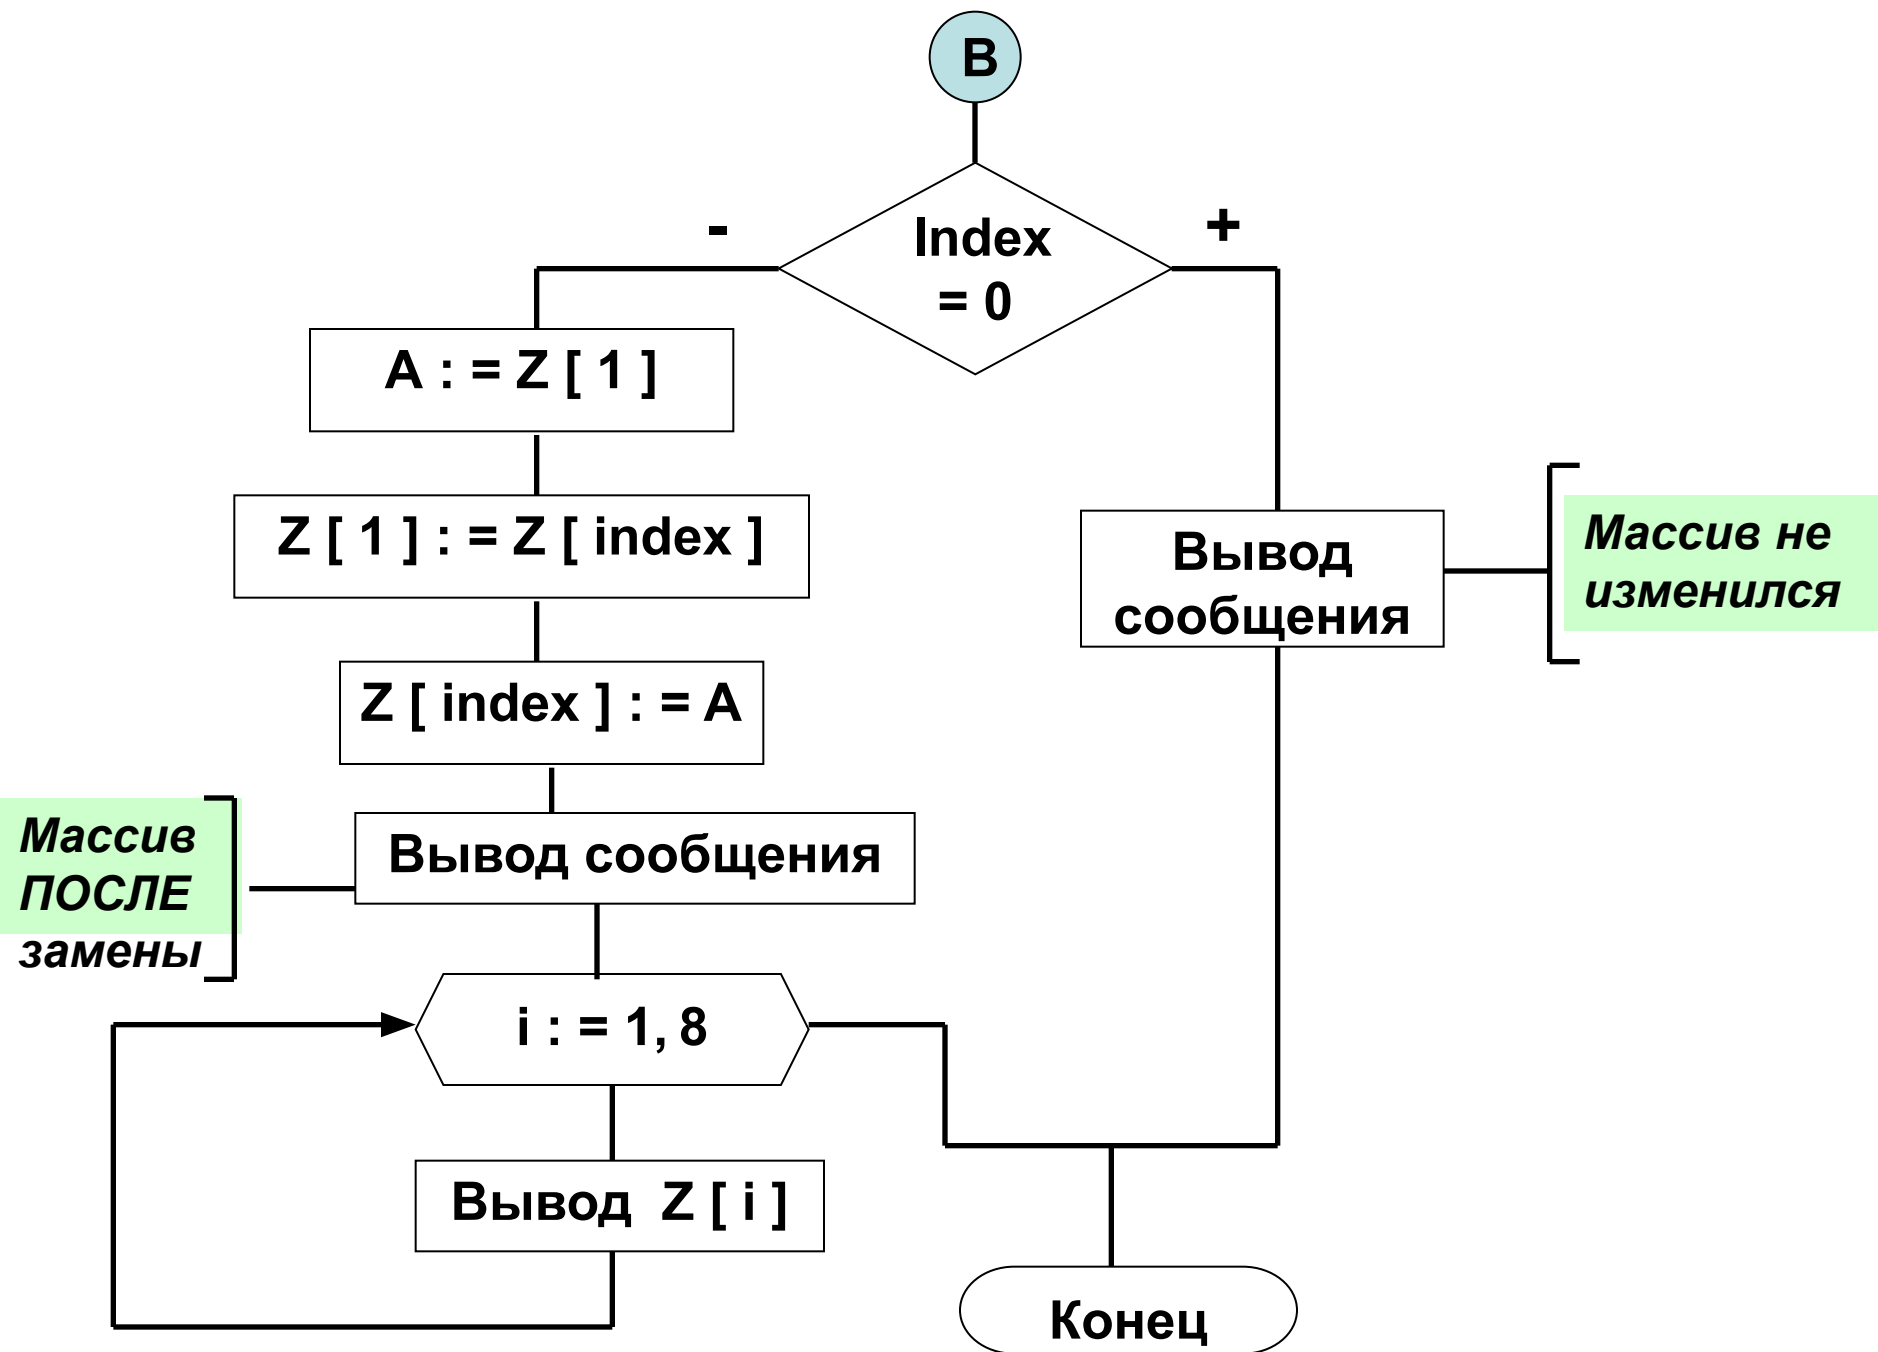 B
Index
= 0
-
+
A : = Z [ 1 ]
Z [ 1 ] : = Z [ index ]
Z [ index ] : = A
Вывод
сообщения
Массив не
изменился
Массив
ПОСЛЕ
замены
Вывод сообщения
i : = 1, 8
Вывод Z [ i ]
Конец